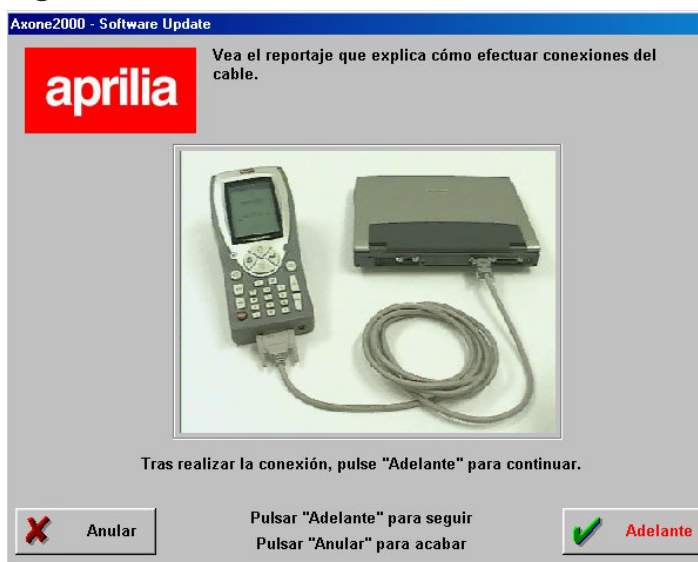 Axone2000 - Software Update
aprilia
Vea el reportaje que explica cómo efectuar conexiones del
cable.
Tras realizar la conexión, pulse "Adelante" para continuar.
Anular
Pulsar "Adelante" para seguir
Pulsar "Anular" para acabar
Adelante